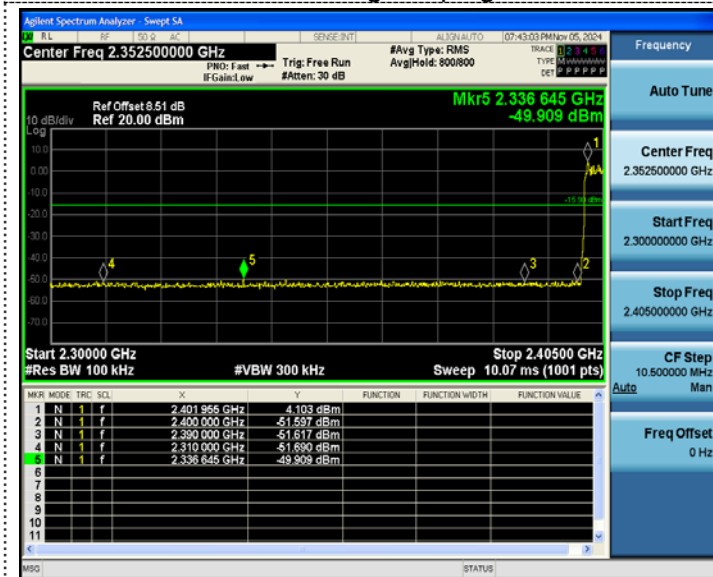 Agilent Spectrum Analyzer - Swept SA
RL RF 50 Ω AC SENSE:INT ALIGN AUTO 07:43:03 PM Nov 05, 2024
Center Freq 2.352500000 GHz #Avg Type: RMS TRACE 1 2 3 4 5 6
PNO: Fast Trig: Free Run Avg|Hold: 800/800 TYPE MWWWWW
IFGain:Low #Atten: 30 dB DET P P P P P P
Mkr5 2.336 645 GHz
-49.909 dBm
Ref Offset 8.51 dB
10 dB/div Ref 20.00 dBm
Log
10.0
0.00
-10.0
-20.0
-30.0
-40.0
-50.0
-60.0
-70.0
1
-15.90 dBm
4
5
3
2
Start 2.30000 GHz Stop 2.40500 GHz
#Res BW 100 kHz #VBW 300 kHz Sweep 10.07 ms (1001 pts)
MKR MODE TRC SCL X Y FUNCTION FUNCTION WIDTH FUNCTION VALUE
1 N 1 f 2.401 955 GHz 4.103 dBm
2 N 1 f 2.400 000 GHz -51.597 dBm
3 N 1 f 2.390 000 GHz -51.617 dBm
4 N 1 f 2.310 000 GHz -51.690 dBm
5 N 1 f 2.336 645 GHz -49.909 dBm
6
7
8
9
10
11
MSG STATUS
Frequency
Auto Tune
Center Freq
2.352500000 GHz
Start Freq
2.300000000 GHz
Stop Freq
2.405000000 GHz
CF Step
10.500000 MHz
Auto Man
Freq Offset
0 Hz